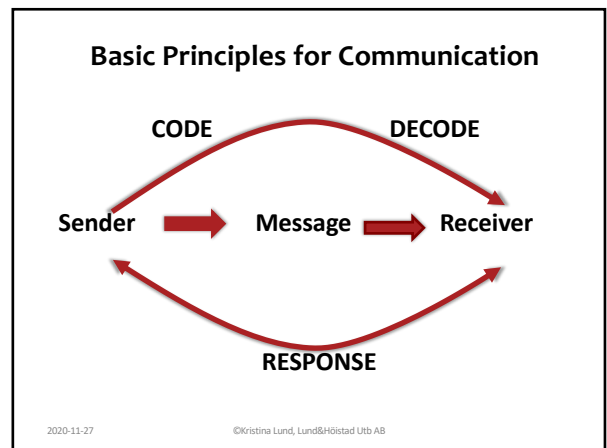 Basic Principles for Communication
CODE DECODE
Sender Message Receiver
RESPONSE
2020-11-27 ©Kristina Lund, Lund&Höistad Utb AB